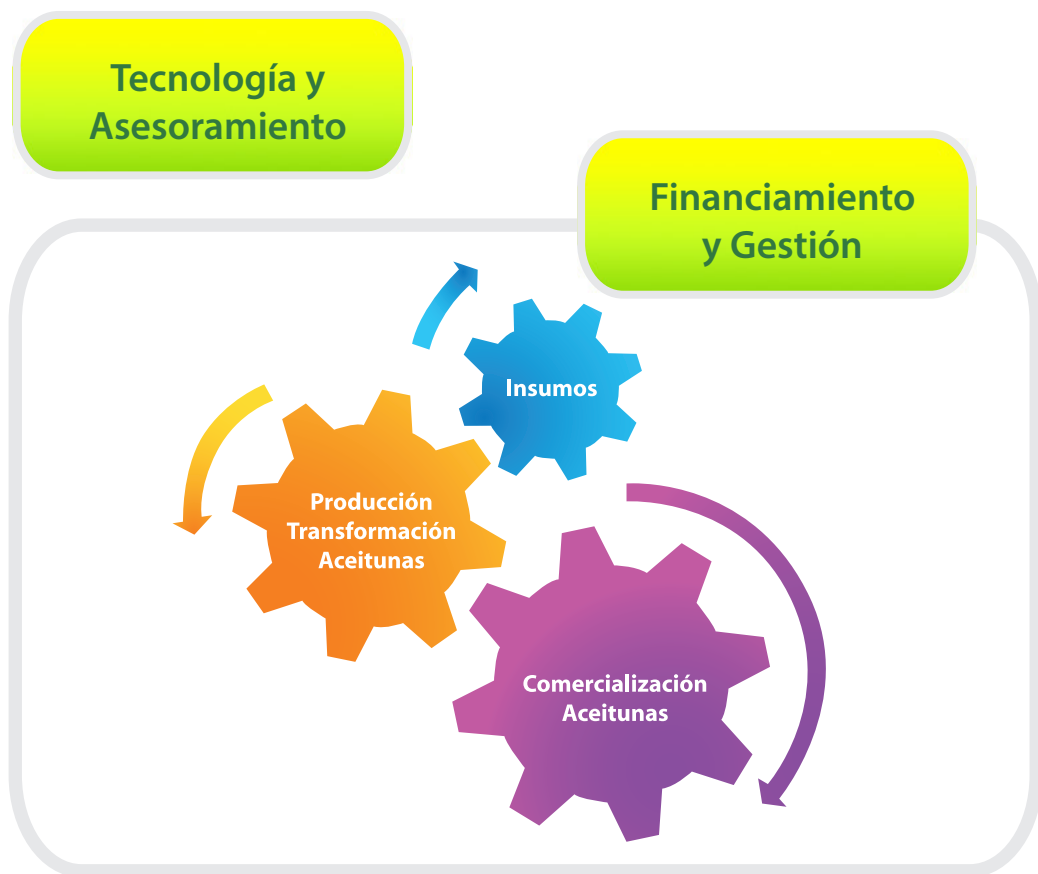 Tecnología y
Asesoramiento
Financiamiento
y Gestión
Insumos
Producción
Transformación
Aceitunas
Comercialización
Aceitunas